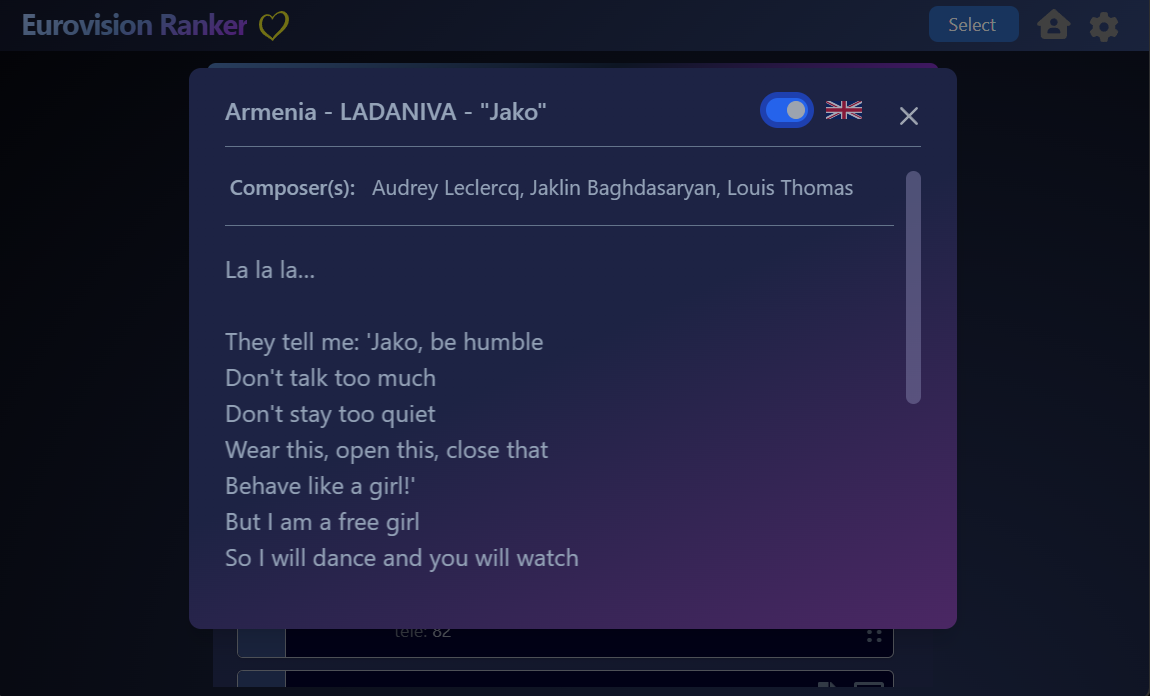 Eurovision Ranker
Select
Armenia - LADANIVA - "Jako"
Composer(s): Audrey Leclercq, Jaklin Baghdasaryan, Louis Thomas
La la la...
They tell me: 'Jako, be humble
Don't talk too much
Don't stay too quiet
Wear this, open this, close that
Behave like a girl!'
But I am a free girl
So I will dance and you will watch
tele: 82